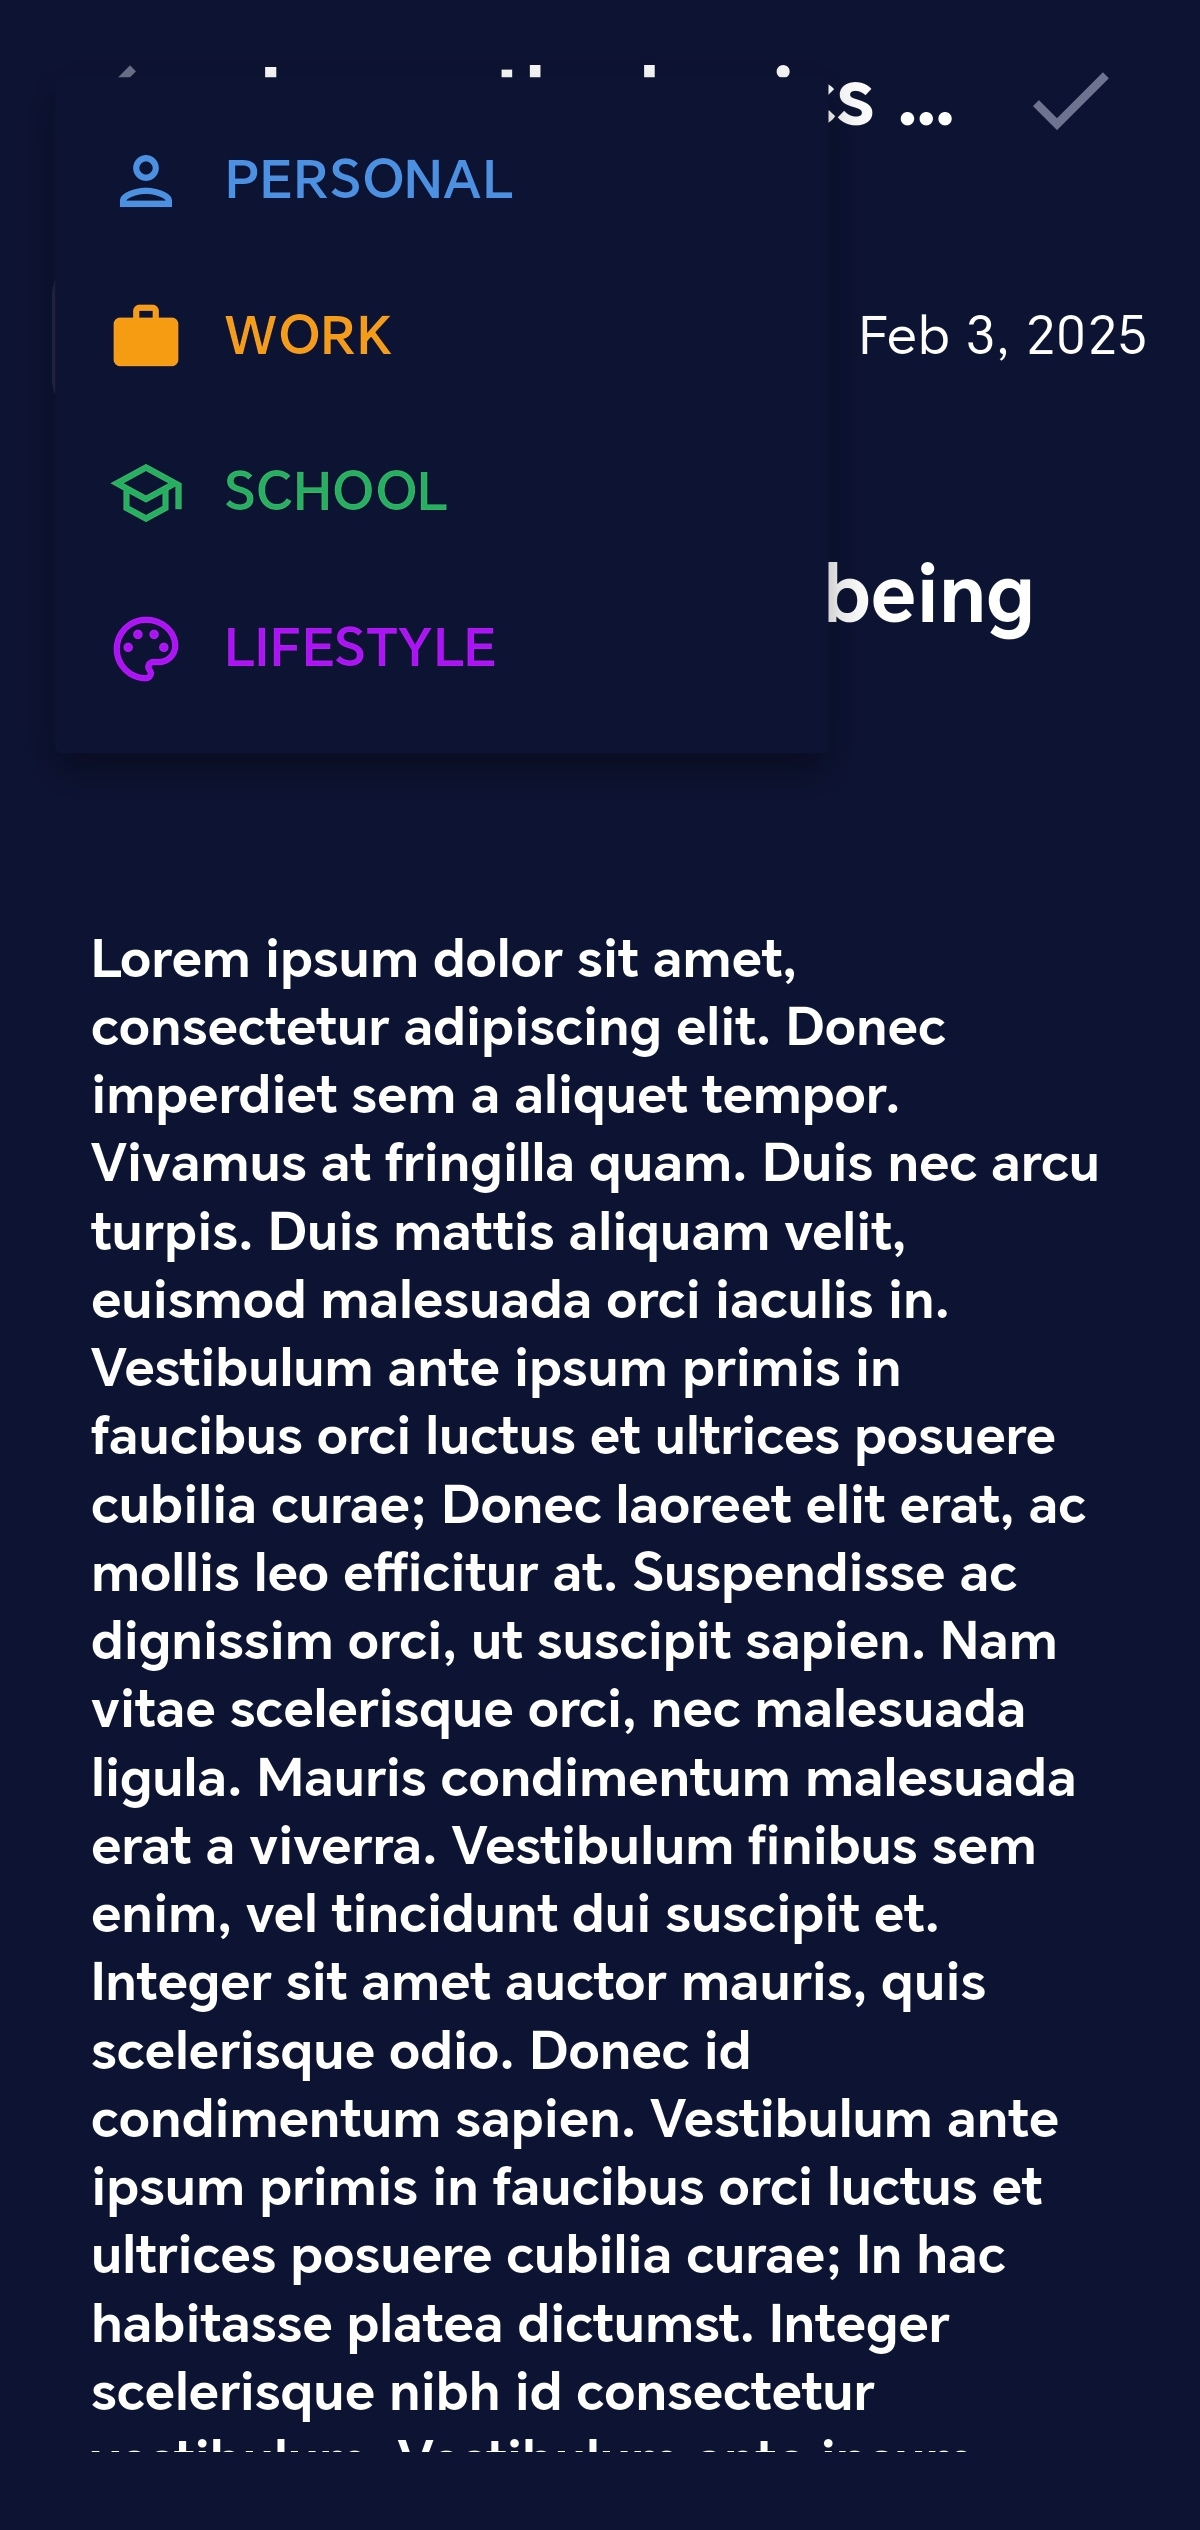 ...
PERSONAL
WORK
Feb 3, 2025
SCHOOL
being
LIFESTYLE
Lorem ipsum dolor sit amet,
consectetur adipiscing elit. Donec
imperdiet sem a aliquet tempor.
Vivamus at fringilla quam. Duis nec arcu
turpis. Duis mattis aliquam velit,
euismod malesuada orci iaculis in.
Vestibulum ante ipsum primis in
faucibus orci luctus et ultrices posuere
cubilia curae; Donec laoreet elit erat, ac
mollis leo efficitur at. Suspendisse ac
dignissim orci, ut suscipit sapien. Nam
vitae scelerisque orci, nec malesuada
ligula. Mauris condimentum malesuada
erat a viverra. Vestibulum finibus sem
enim, vel tincidunt dui suscipit et.
Integer sit amet auctor mauris, quis
scelerisque odio. Donec id
condimentum sapien. Vestibulum ante
ipsum primis in faucibus orci luctus et
ultrices posuere cubilia curae; In hac
habitasse platea dictumst. Integer
scelerisque nibh id consectetur
vestibulum. Vestibulum ante ipsum